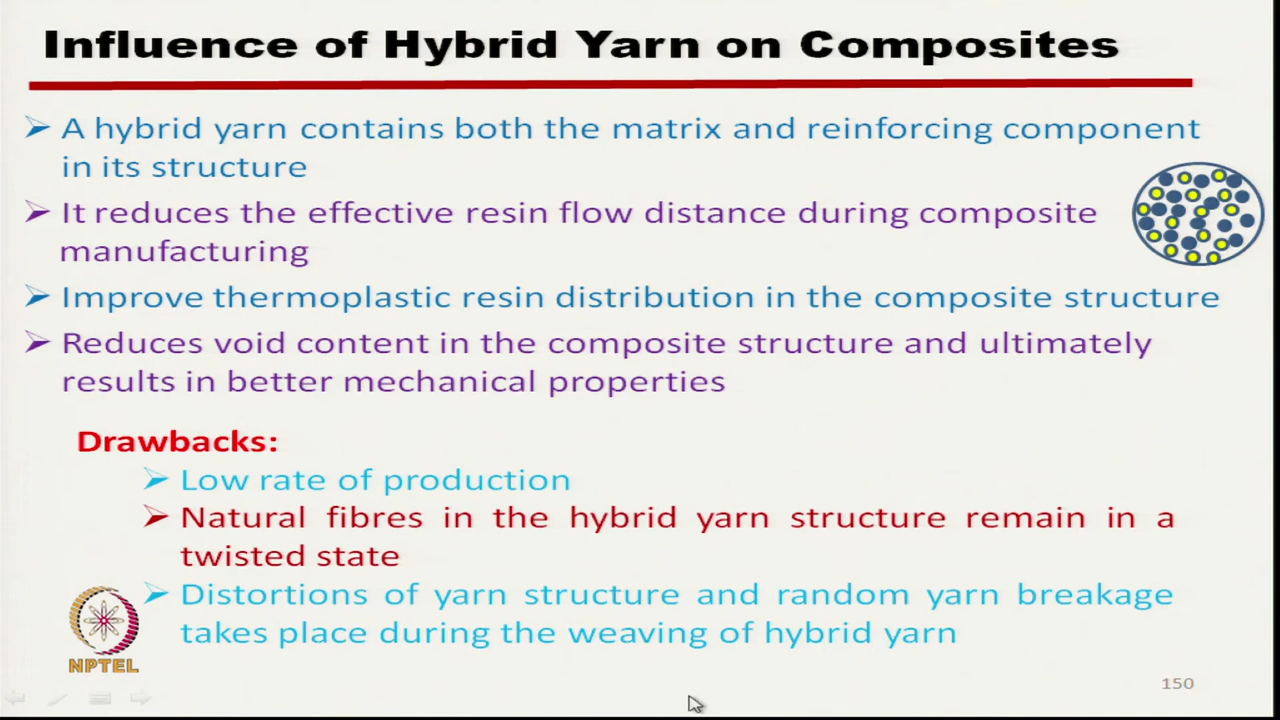 Influence of Hybrid Yarn on Composites
➢ A hybrid yarn contains both the matrix and reinforcing component
in its structure
➢ It reduces the effective resin flow distance during composite
manufacturing
➢ Improve thermoplastic resin distribution in the composite structure
➢ Reduces void content in the composite structure and ultimately
results in better mechanical properties
Drawbacks:
➢ Low rate of production
➢ Natural fibres in the hybrid yarn structure remain in a
twisted state
➢ Distortions of yarn structure and random yarn breakage
takes place during the weaving of hybrid yarn
NPTEL
150